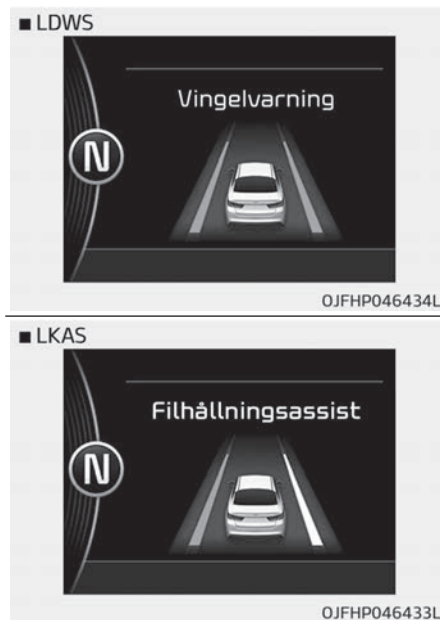 ■ LDWS
Vingelvarning
N
OJFHP046434L
■ LKAS
Filhållningsassist
N
OJFHP046433L